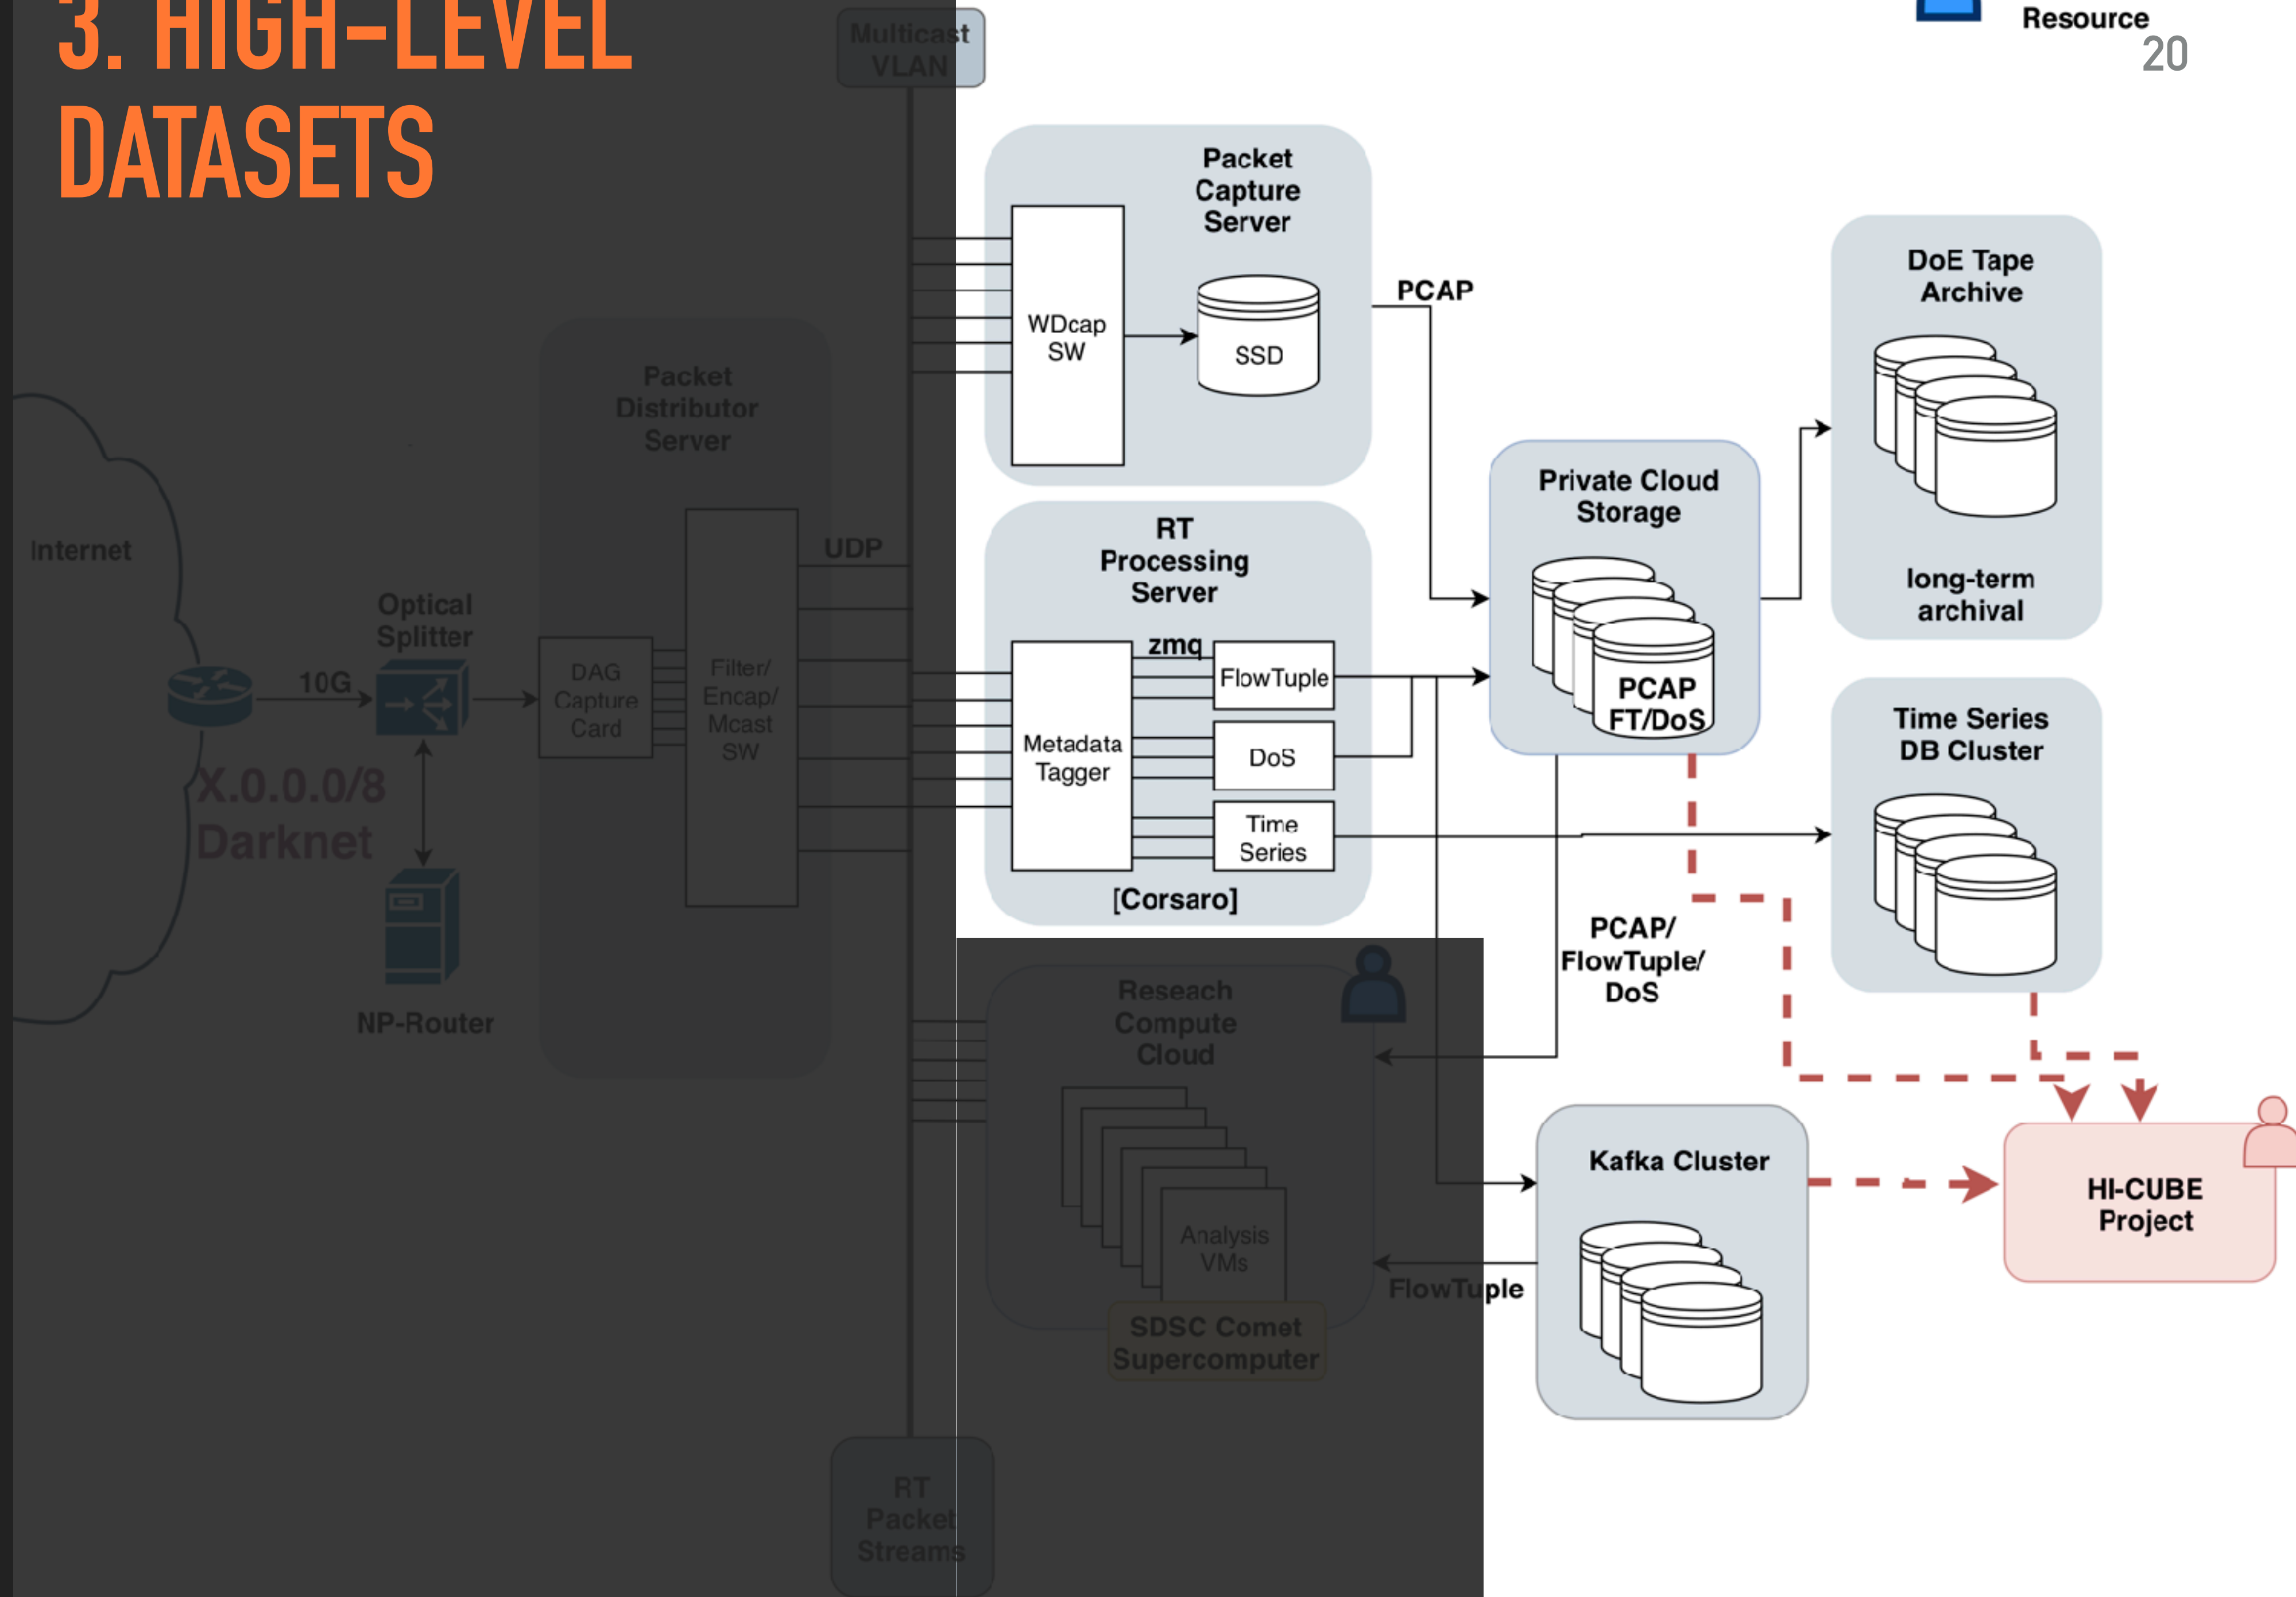 3. HIGH-LEVEL
DATASETS
Resource
20
Multicast
VLAN
Packet
Capture
Server
WDcap
SW
SSD
PCAP
DoE Tape
Archive
long-term
archival
Packet
Distributor
Server
Internet
Optical
Splitter
10G
DAG
Capture
Card
Filter/
Encap/
Mcast
SW
UDP
X.0.0.0/8
Darknet
NP-Router
RT
Processing
Server
zmq
FlowTuple
Metadata
Tagger
DoS
Time
Series
[Corsaro]
Private Cloud
Storage
PCAP
FT/DoS
Time Series
DB Cluster
PCAP/
FlowTuple/
DoS
Reseach
Compute
Cloud
Analysis
VMs
SDSC Comet
Supercomputer
FlowTuple
Kafka Cluster
HI-CUBE
Project
RT
Packet
Streams